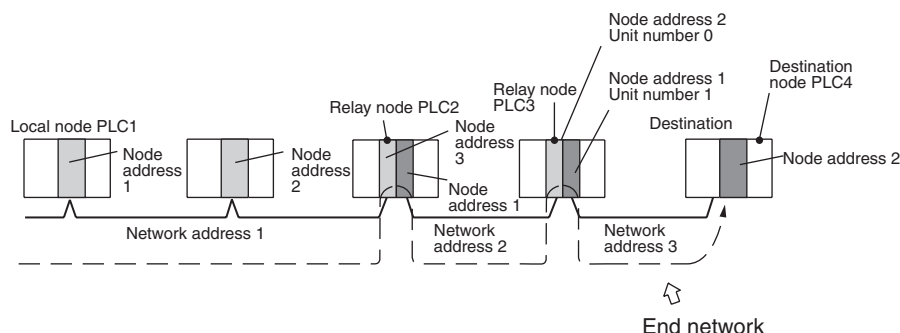 Node address 2
Unit number 0
Node address 1
Unit number 1
Destination
node PLC4
Relay node PLC2
Relay node
PLC3
Local node PLC1
Node
address
3
Destination
Node
address
1
Node
address
2
Node address 2
Node
address 1
Network address 1
Network
address 2
Network
address 3
End network